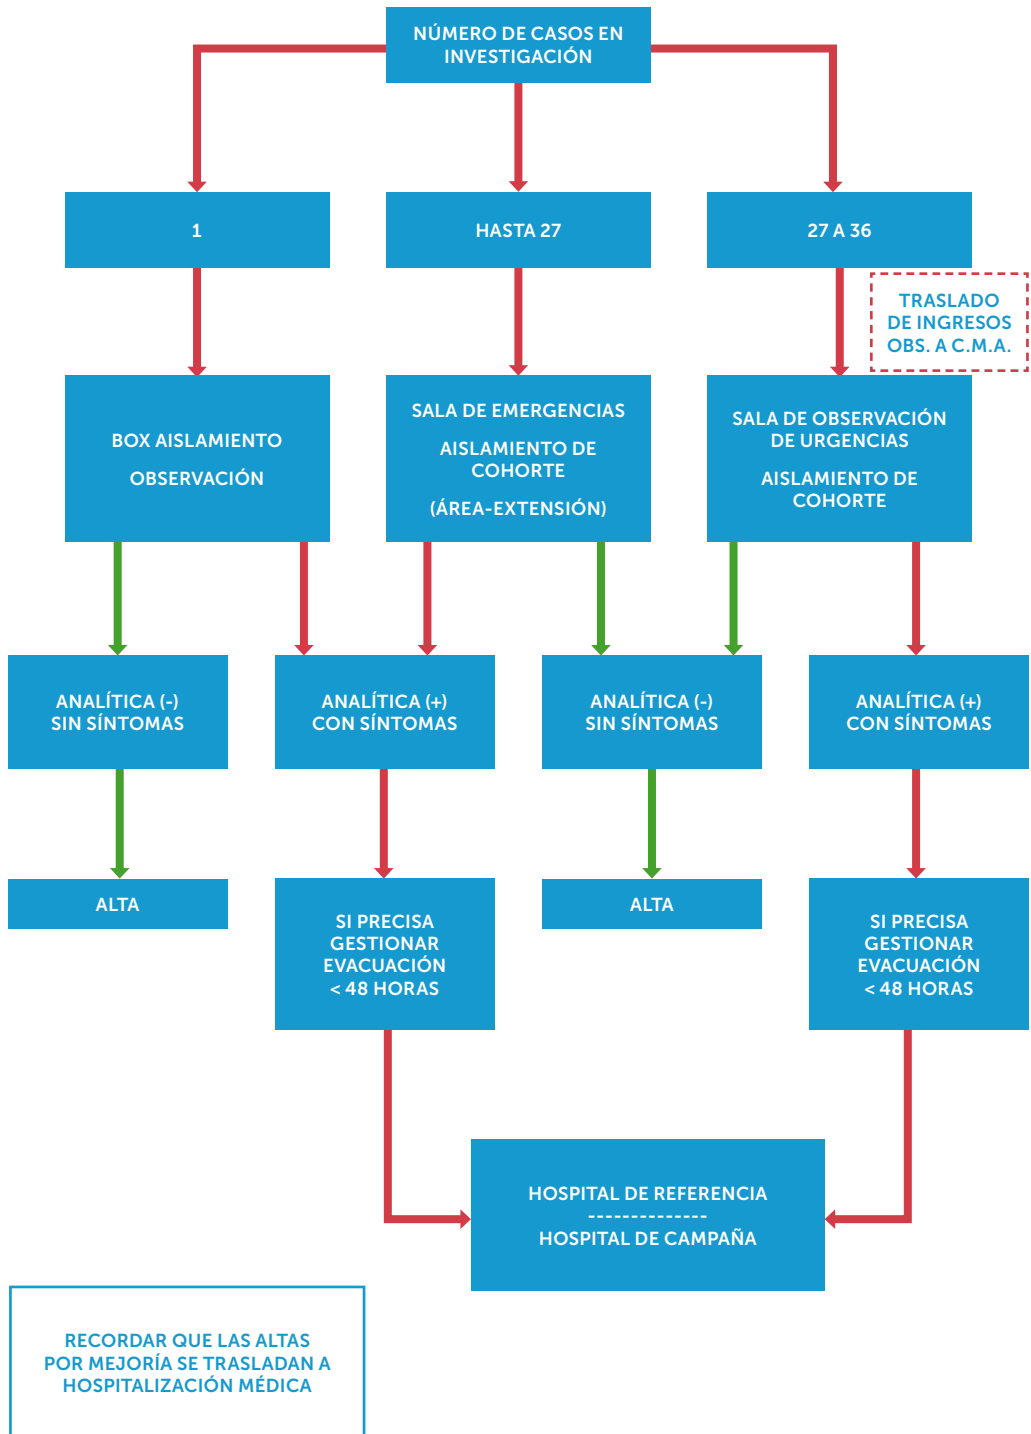 NÚMERO DE CASOS EN
INVESTIGACIÓN
1
HASTA 27
27 A 36
TRASLADO
DE INGRESOS
OBS. A C.M.A.
BOX AISLAMIENTO
OBSERVACIÓN
SALA DE EMERGENCIAS
AISLAMIENTO DE
COHORTE
(ÁREA-EXTENSIÓN)
SALA DE OBSERVACIÓN
DE URGENCIAS
AISLAMIENTO DE
COHORTE
ANALÍTICA (-)
SIN SÍNTOMAS
ANALÍTICA (+)
CON SÍNTOMAS
ANALÍTICA (-)
SIN SÍNTOMAS
ANALÍTICA (+)
CON SÍNTOMAS
ALTA
SI PRECISA
GESTIONAR
EVACUACIÓN
< 48 HORAS
ALTA
SI PRECISA
GESTIONAR
EVACUACIÓN
< 48 HORAS
HOSPITAL DE REFERENCIA
--------------
HOSPITAL DE CAMPAÑA
RECORDAR QUE LAS ALTAS
POR MEJORÍA SE TRASLADAN A
HOSPITALIZACIÓN MÉDICA